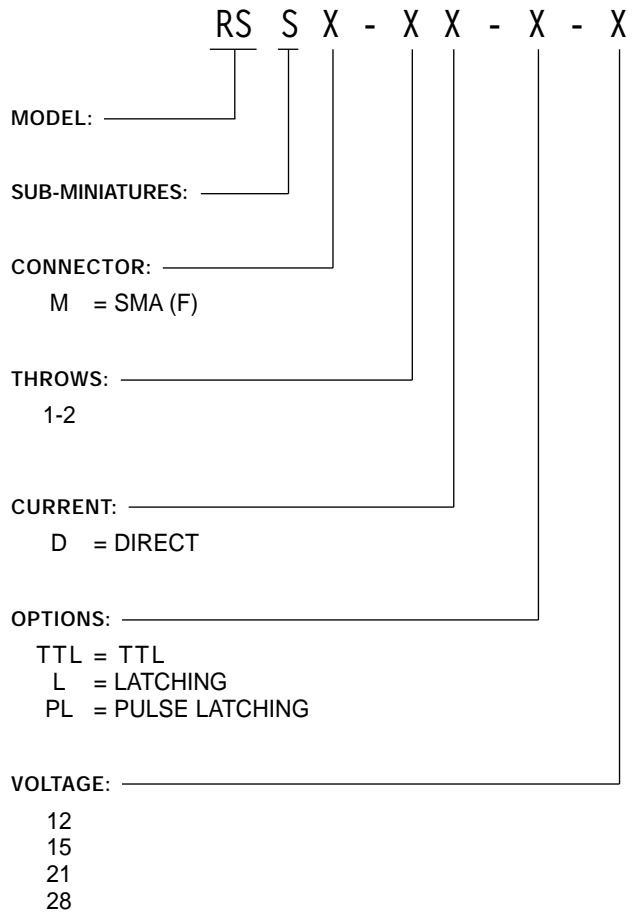 RS S X - X X - X - X
MODEL:
SUB-MINIATURES:
CONNECTOR:
M = SMA (F)
THROWS:
1-2
CURRENT:
D = DIRECT
OPTIONS:
TTL = TTL
L = LATCHING
PL = PULSE LATCHING
VOLTAGE:
12
15
21
28